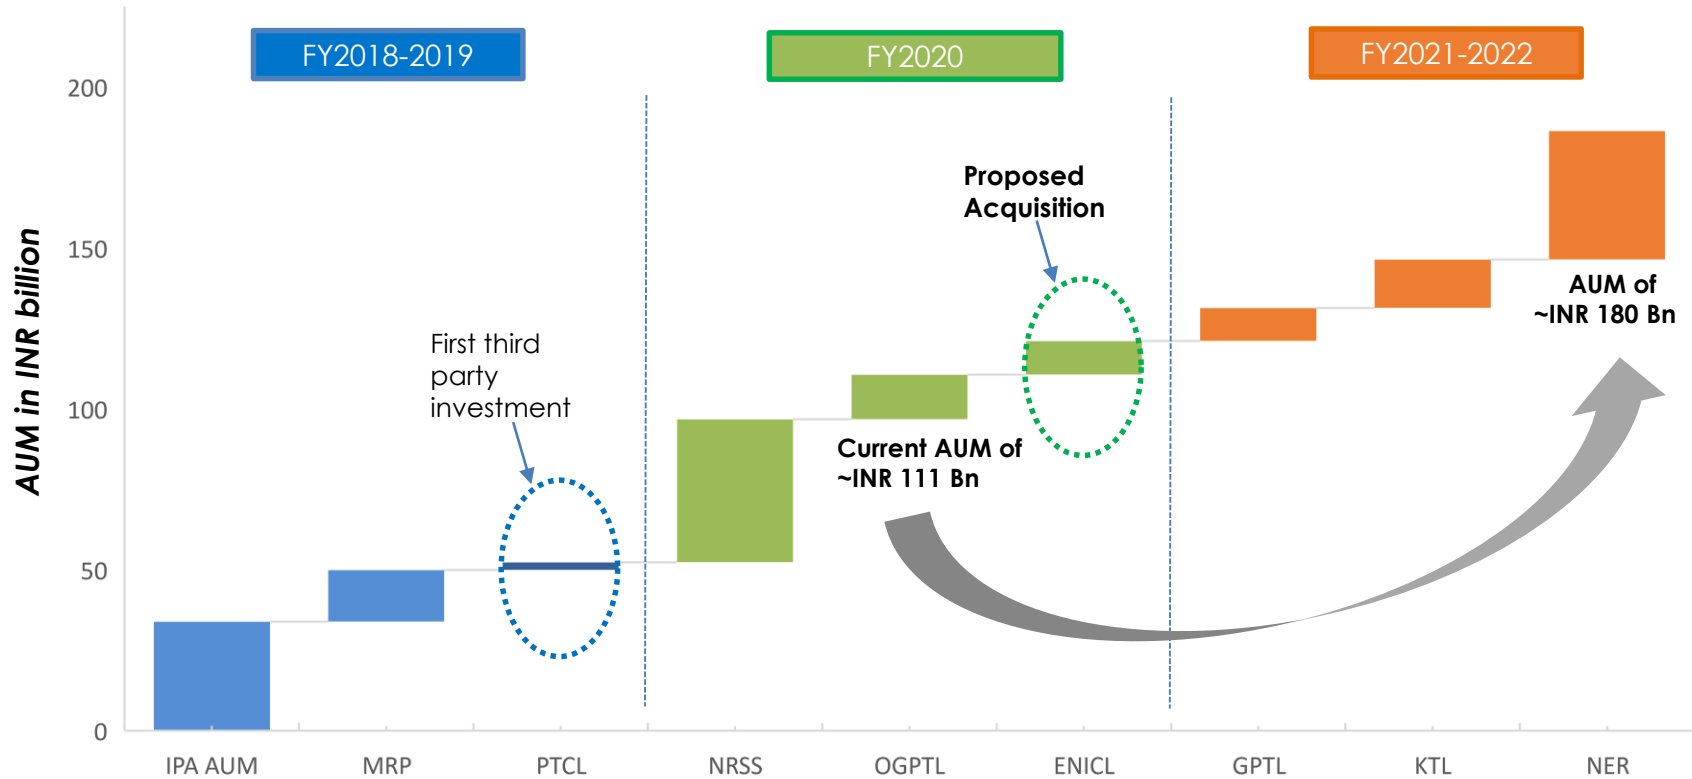 FY2018-2019
FY2020
FY2021-2022
AUM in INR billion
200
150
100
50
0
First third
party
investment
Proposed
Acquisition
Current AUM of
~INR 111 Bn
AUM of
~INR 180 Bn
IPA AUM
MRP
PTCL
NRSS
OGPTL
ENICL
GPTL
KTL
NER